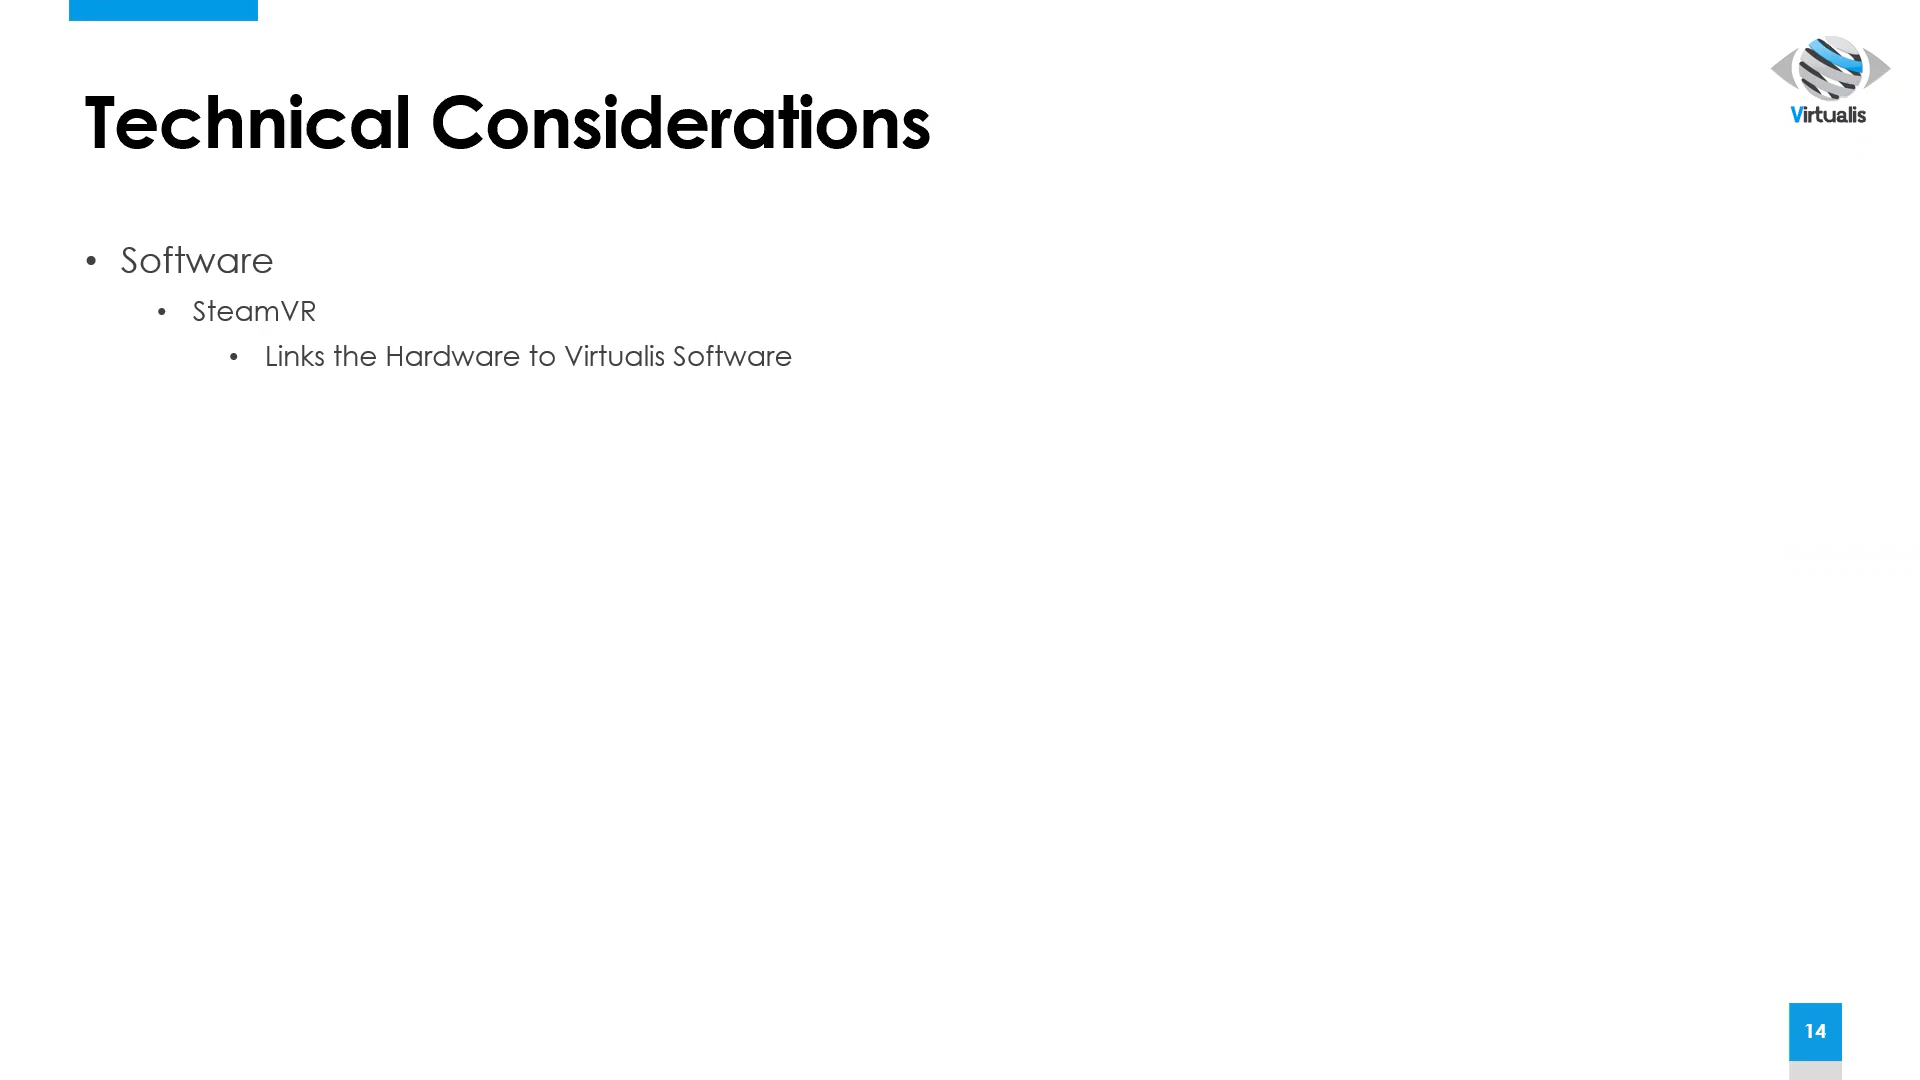 Virtualis
Technical Considerations
• Software
• SteamVR
• Links the Hardware to Virtualis Software
14